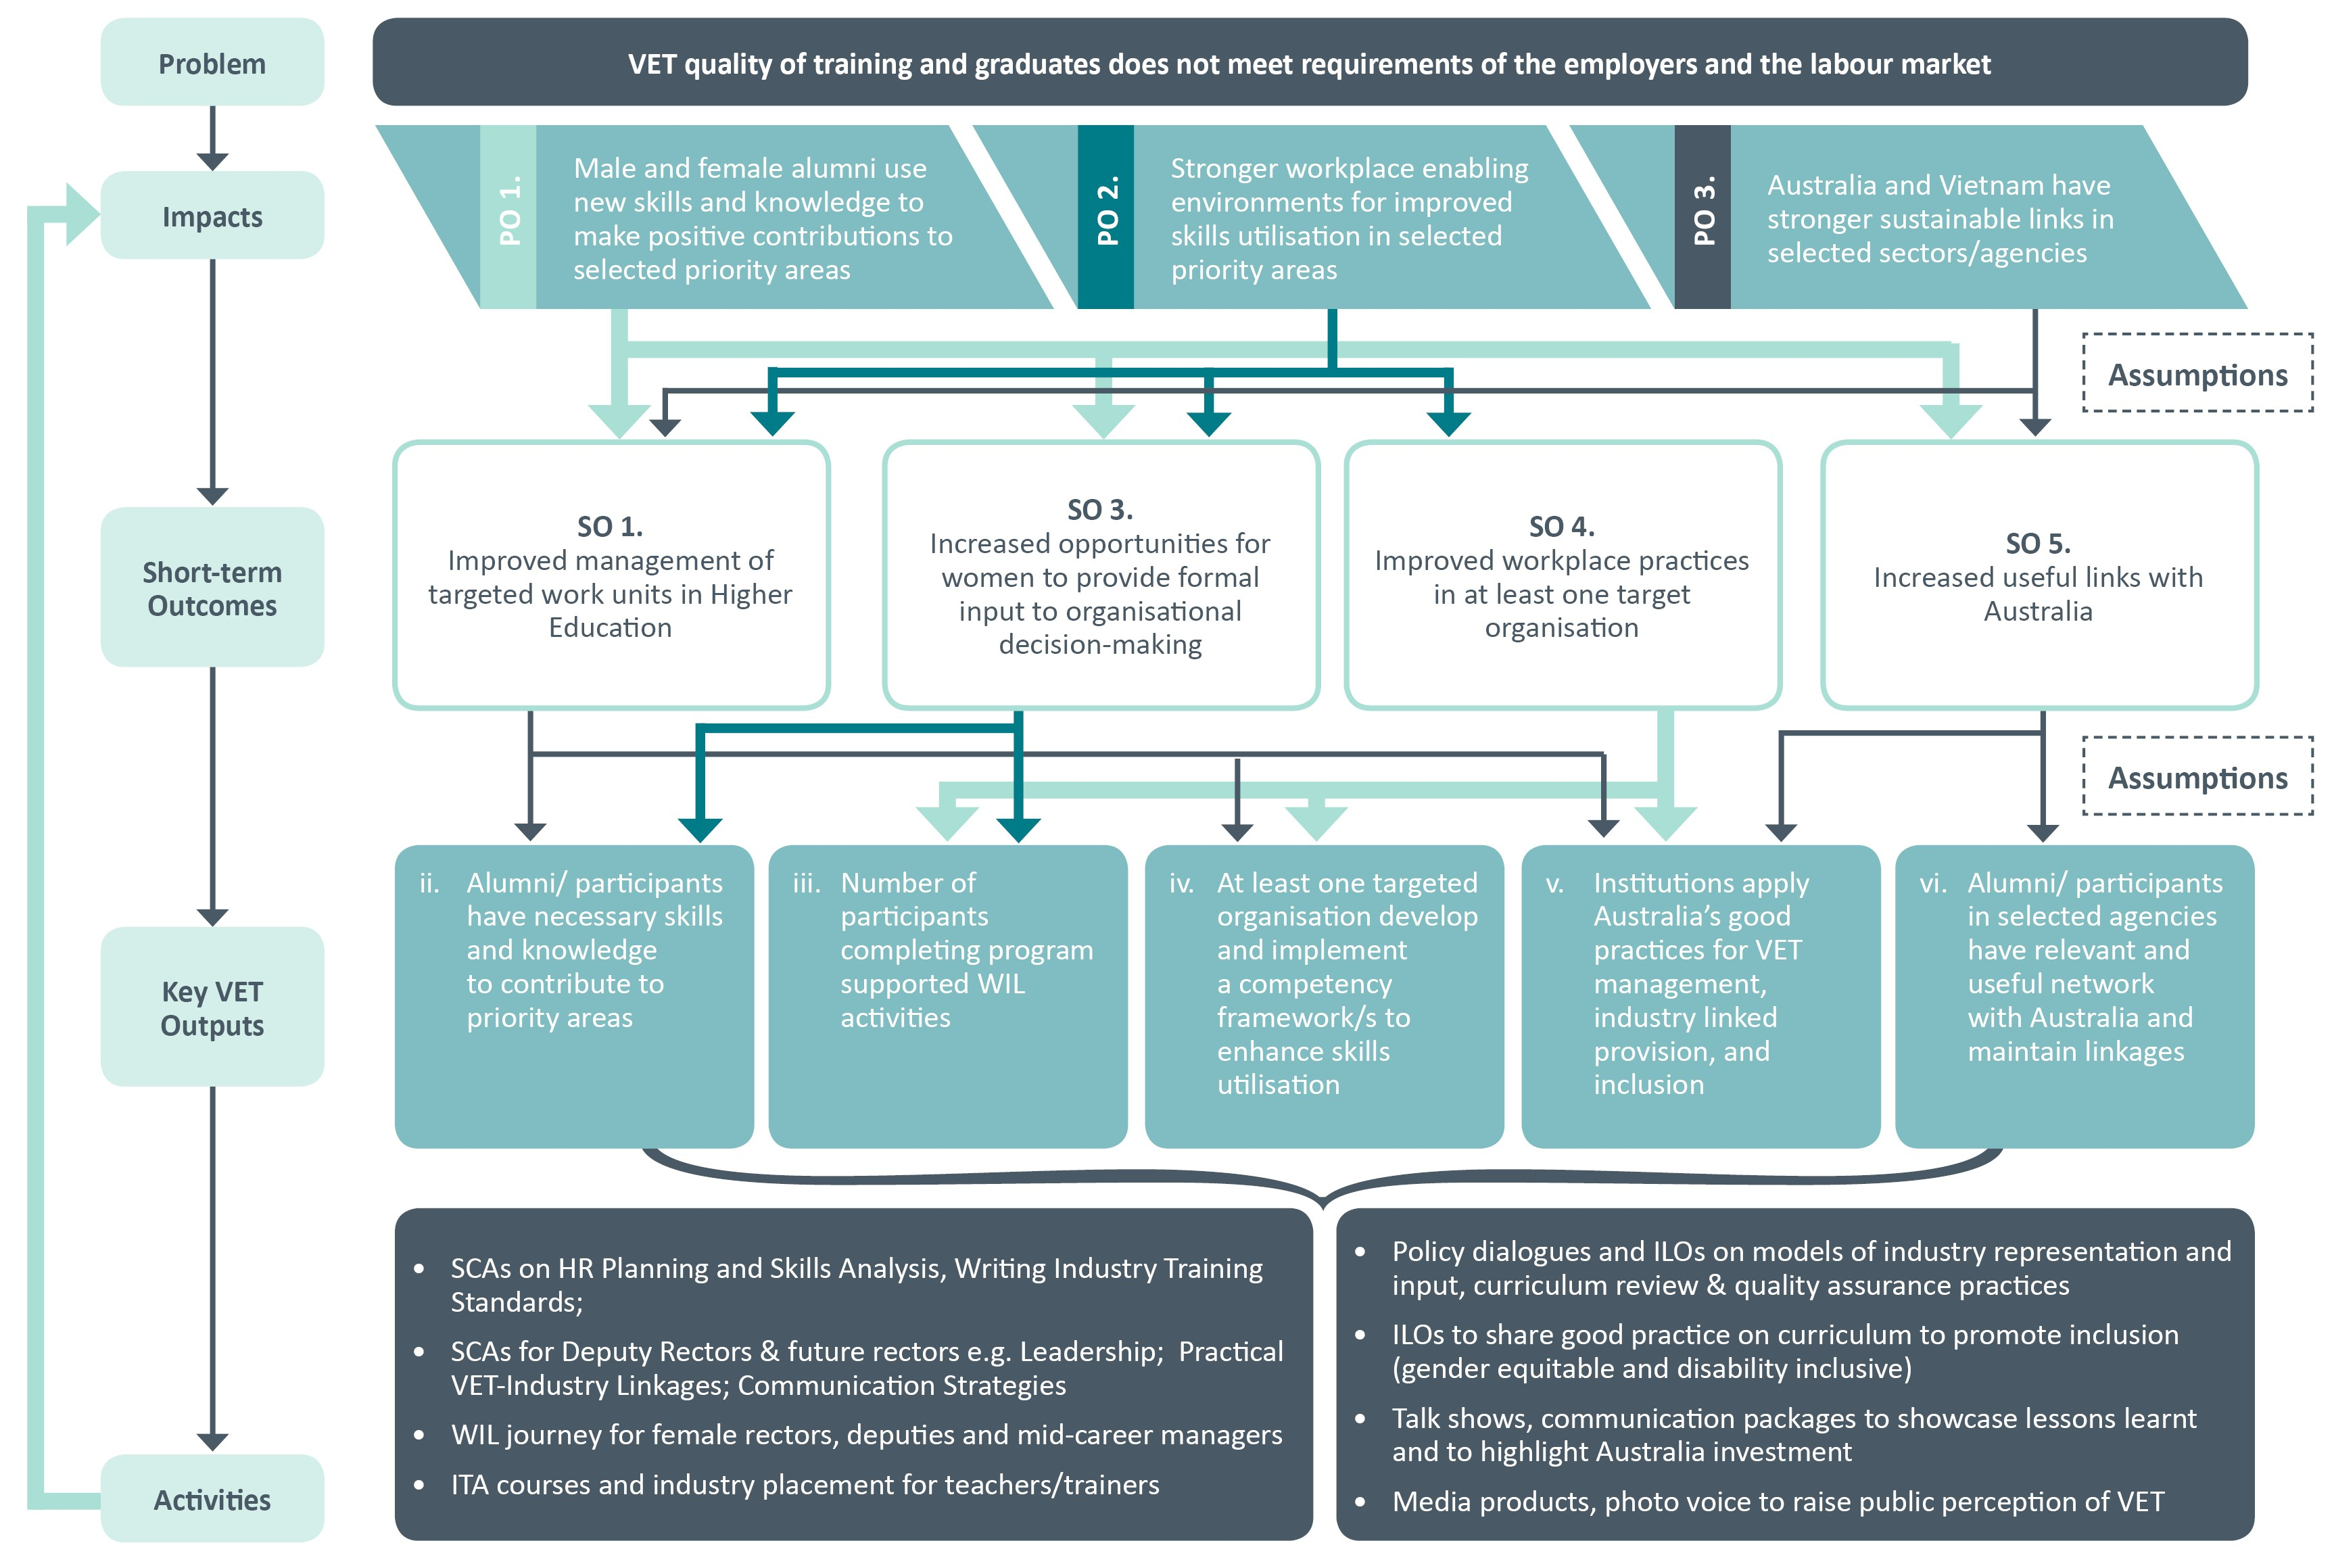 Problem
VET quality of training and graduates does not meet requirements of the employers and the labour market
Impacts
PO 1.
Male and female alumni use
new skills and knowledge to
make positive contributions to
selected priority areas
PO 2.
Stronger workplace enabling
environments for improved
skills utilisation in selected
priority areas
PO 3.
Australia and Vietnam have
stronger sustainable links in
selected sectors/agencies
Assumptions
Short-term
Outcomes
SO 1.
Improved management of
targeted work units in Higher
Education
SO 3.
Increased opportunities for
women to provide formal
input to organisational
decision-making
SO 4.
Improved workplace practices
in at least one target
organisation
SO 5.
Increased useful links with
Australia
Assumptions
Key VET
Outputs
ii. Alumni/ participants
have necessary skills
and knowledge
to contribute to
priority areas
iii. Number of
participants
completing program
supported WIL
activities
iv. At least one targeted
organisation develop
and implement
a competency
framework/s to
enhance skills
utilisation
v. Institutions apply
Australia’s good
practices for VET
management,
industry linked
provision, and
inclusion
vi. Alumni/ participants
in selected agencies
have relevant and
useful network
with Australia and
maintain linkages
Activities
• SCAs on HR Planning and Skills Analysis, Writing Industry Training
Standards;
• SCAs for Deputy Rectors & future rectors e.g. Leadership;  Practical
VET-Industry Linkages; Communication Strategies
• WIL journey for female rectors, deputies and mid-career managers
• ITA courses and industry placement for teachers/trainers
• Policy dialogues and ILOs on models of industry representation and
input, curriculum review & quality assurance practices
• ILOs to share good practice on curriculum to promote inclusion
(gender equitable and disability inclusive)
• Talk shows, communication packages to showcase lessons learnt
and to highlight Australia investment
• Media products, photo voice to raise public perception of VET